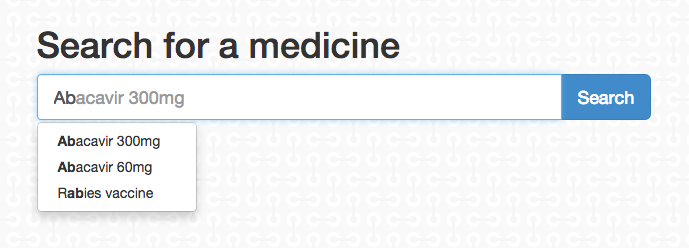 Search for a medicine
Abacavir 300mg Search
Abacavir 300mg
Abacavir 60mg
Rabies vaccine